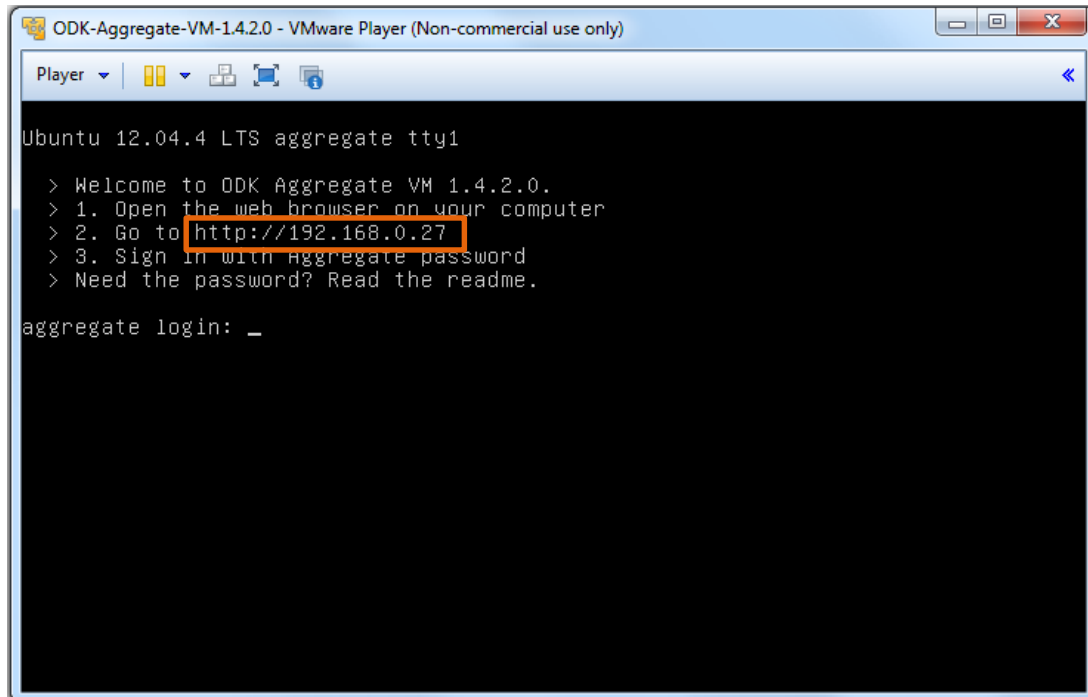 ODK-Aggregate-VM-1.4.2.0 - VMware Player (Non-commercial use only)
Player
Ubuntu 12.04.4 LTS aggregate tty1
> Welcome to ODK Aggregate VM 1.4.2.0.
> 1. Open the web browser on your computer
> 2. Go to http://192.168.0.27
> 3. Sign in with Aggregate password
> Need the password? Read the readme.
aggregate login: _